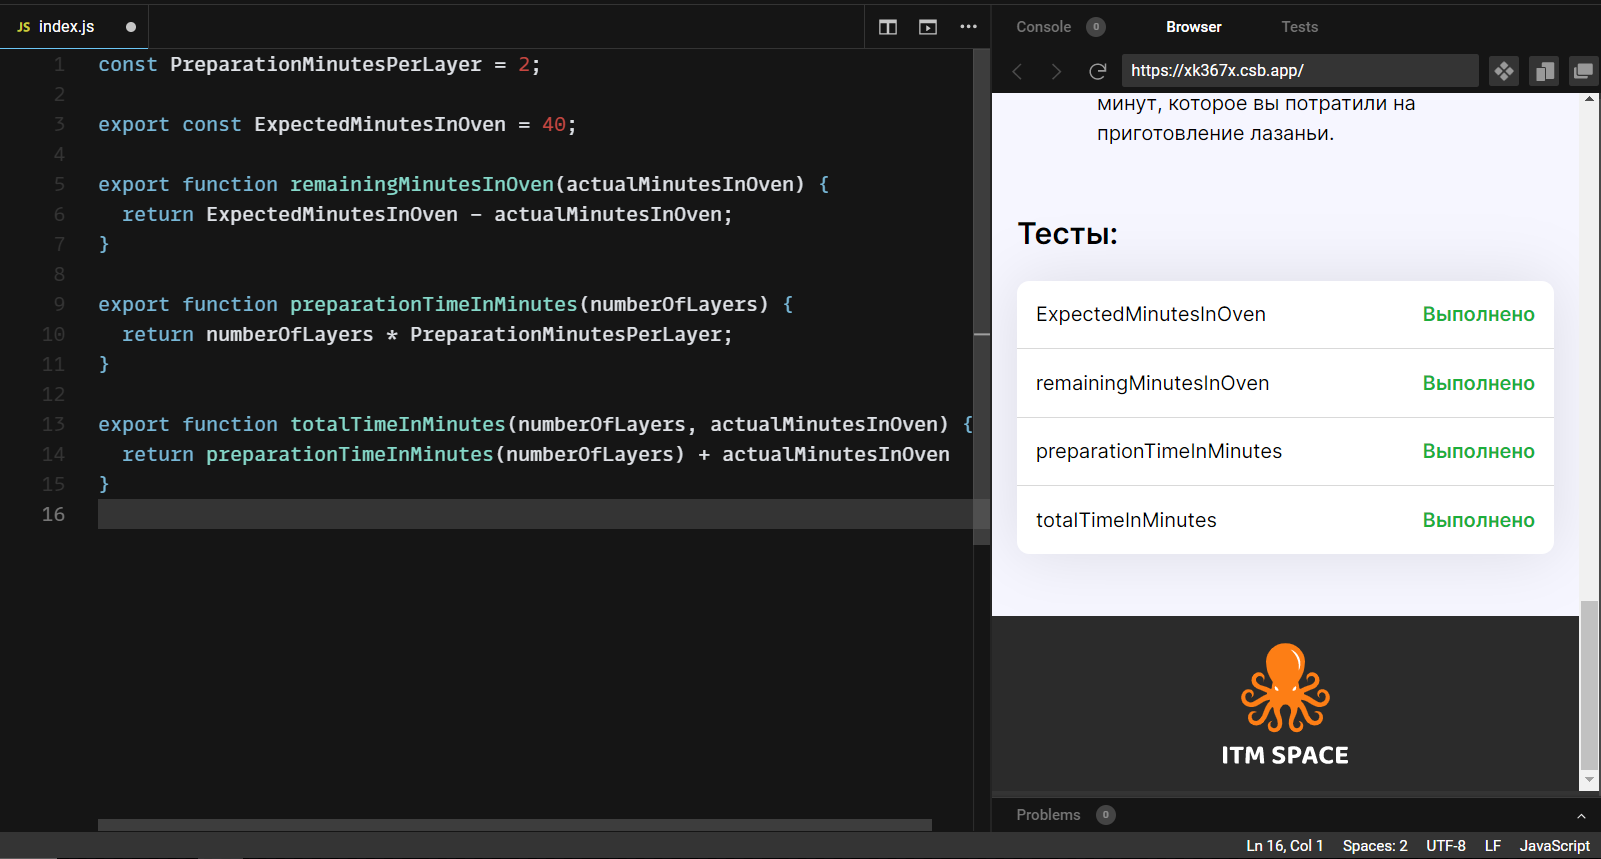 JS index.js
1 const PreparationMinutesPerLayer = 2;
2
3 export const ExpectedMinutesInOven = 40;
4
5 export function remainingMinutesInOven(actualMinutesInOven) {
6   return ExpectedMinutesInOven - actualMinutesInOven;
7 }
8
9 export function preparationTimeInMinutes(numberOfLayers) {
10   return numberOfLayers * PreparationMinutesPerLayer;
11 }
12
13 export function totalTimeInMinutes(numberOfLayers, actualMinutesInOven) {
14   return preparationTimeInMinutes(numberOfLayers) + actualMinutesInOven
15 }
16
Console 0 Browser Tests
https://xk367x.csb.app/
минут, которое вы потратили на
приготовление лазаньи.
Тесты:
ExpectedMinutesInOven Выполнено
remainingMinutesInOven Выполнено
preparationTimeInMinutes Выполнено
totalTimeInMinutes Выполнено
ITM SPACE
Problems 0
Ln 16, Col 1 Spaces: 2 UTF-8 LF JavaScript